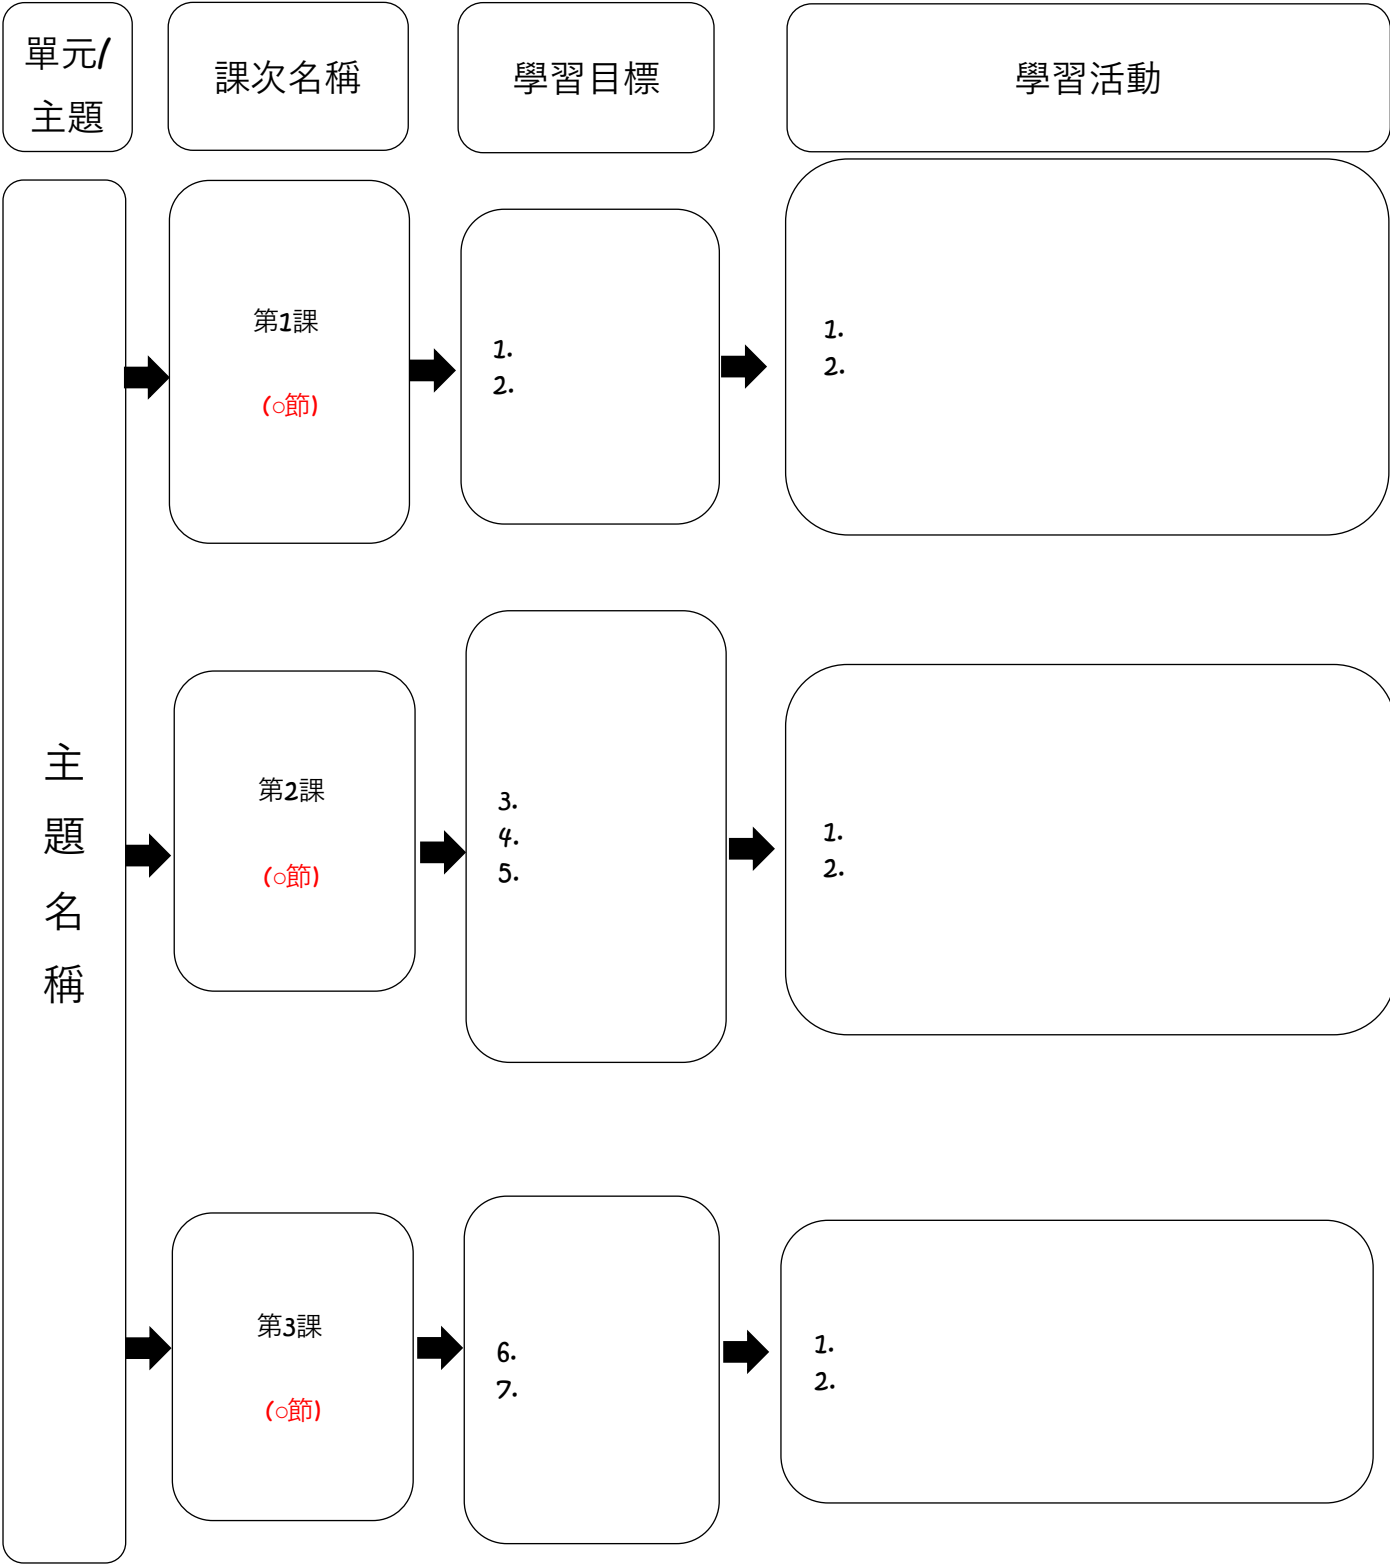 單元/
主題
課次名稱
學習目標
學習活動
主
題
名
稱
第1課
(○節)
1.
2.
1.
2.
第2課
(○節)
3.
4.
5.
1.
2.
第3課
(○節)
6.
7.
1.
2.